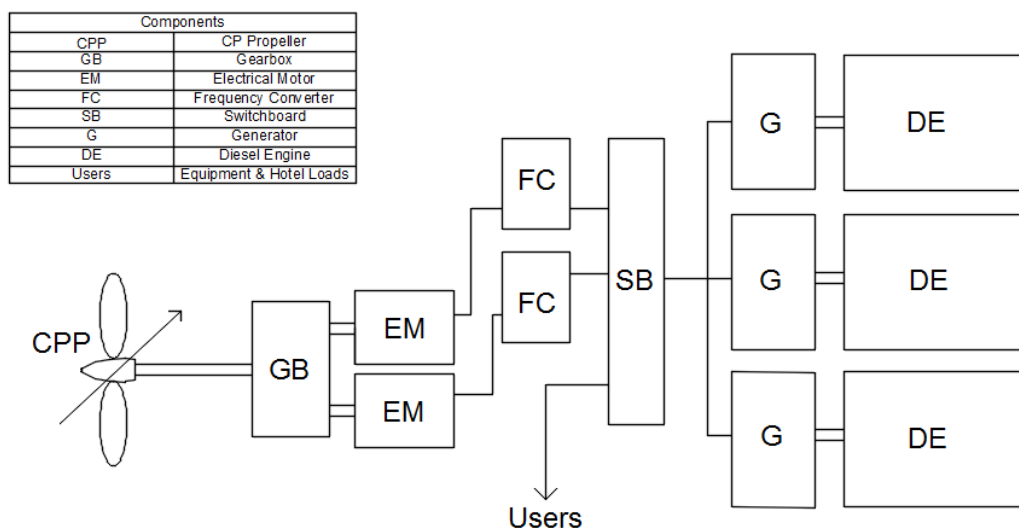 Components
CPP CP Propeller
GB Gearbox
EM Electrical Motor
FC Frequency Converter
SB Switchboard
G Generator
DE Diesel Engine
Users Equipment & Hotel Loads
G DE
FC
G DE
SB
FC
EM
CPP
GB
EM
G DE
Users